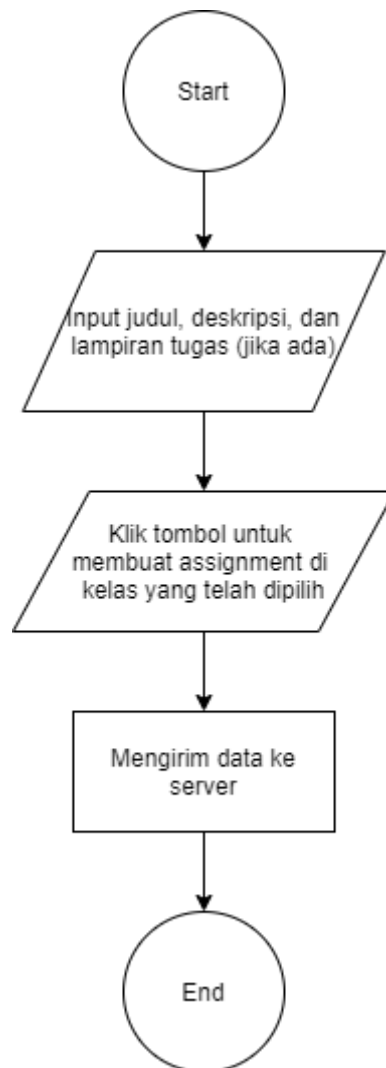 Start
Input judul, deskripsi, dan
lampiran tugas (jika ada)
Klik tombol untuk
membuat assignment di
kelas yang telah dipilih
Mengirim data ke
server
End